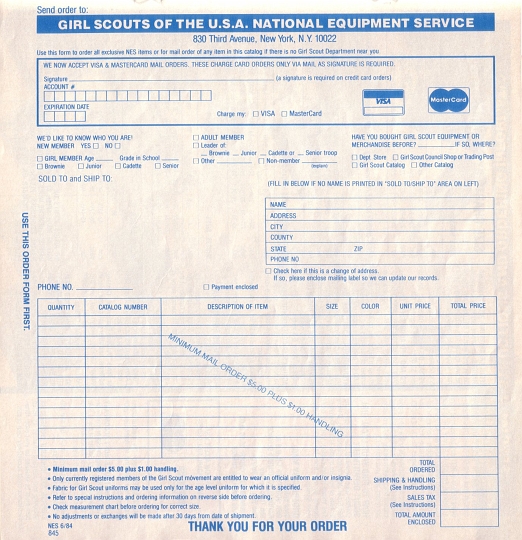 Send order to:
GIRL SCOUTS OF THE U.S.A. NATIONAL EQUIPMENT SERVICE
830 Third Avenue, New York, N.Y. 10022
Use this form to order all exclusive NES items or for mail order of any item in this catalog if there is no Girl Scout Department near you.
WE NOW ACCEPT VISA & MASTERCARD MAIL ORDERS. THESE CHARGE CARD ORDERS ONLY VIA MAIL, AS SIGNATURE IS REQUIRED.
Signature (a signature is required on credit card orders)
ACCOUNT #
EXPIRATION DATE
Charge my: VISA MasterCard
VISA
MasterCard
WE'D LIKE TO KNOW WHO YOU ARE!
NEW MEMBER YES NO
GIRL MEMBER Age Grade in School
Brownie Junior Cadette Senior
ADULT MEMBER
Leader of:
Brownie Junior Cadette or Senior troop
Other Non-member
(explain)
HAVE YOU BOUGHT GIRL SCOUT EQUIPMENT OR
MERCHANDISE BEFORE? IF SO, WHERE?
Dept Store Girl Scout Council Shop or Trading Post
Girl Scout Catalog Other Catalog
SOLD TO and SHIP TO:
(FILL IN BELOW IF NO NAME IS PRINTED IN "SOLD TO/SHIP TO" AREA ON LEFT)
NAME
ADDRESS
CITY
COUNTY
STATE ZIP
PHONE NO
Check here if this is a change of address.
If so, please enclose mailing label so we can update our records.
PHONE NO.
Payment enclosed
USE THIS ORDER FORM FIRST.
QUANTITY CATALOG NUMBER DESCRIPTION OF ITEM SIZE COLOR UNIT PRICE TOTAL PRICE
MINIMUM MAIL ORDER $5.00 PLUS $1.00 HANDLING
• Minimum mail order $5.00 plus $1.00 handling.
• Only currently registered members of the Girl Scout movement are entitled to wear an official uniform and/or insignia.
• Fabric for Girl Scout uniforms may be used only for the age level uniform for which it is specified.
• Refer to special instructions and ordering information on reverse side before ordering.
• Check measurement chart before ordering for correct size.
• No adjustments or exchanges will be made after 30 days from date of shipment.
TOTAL
ORDERED
SHIPPING & HANDLING
(See Instructions)
SALES TAX
(See Instructions)
TOTAL AMOUNT
ENCLOSED
NES 6/84
845
THANK YOU FOR YOUR ORDER